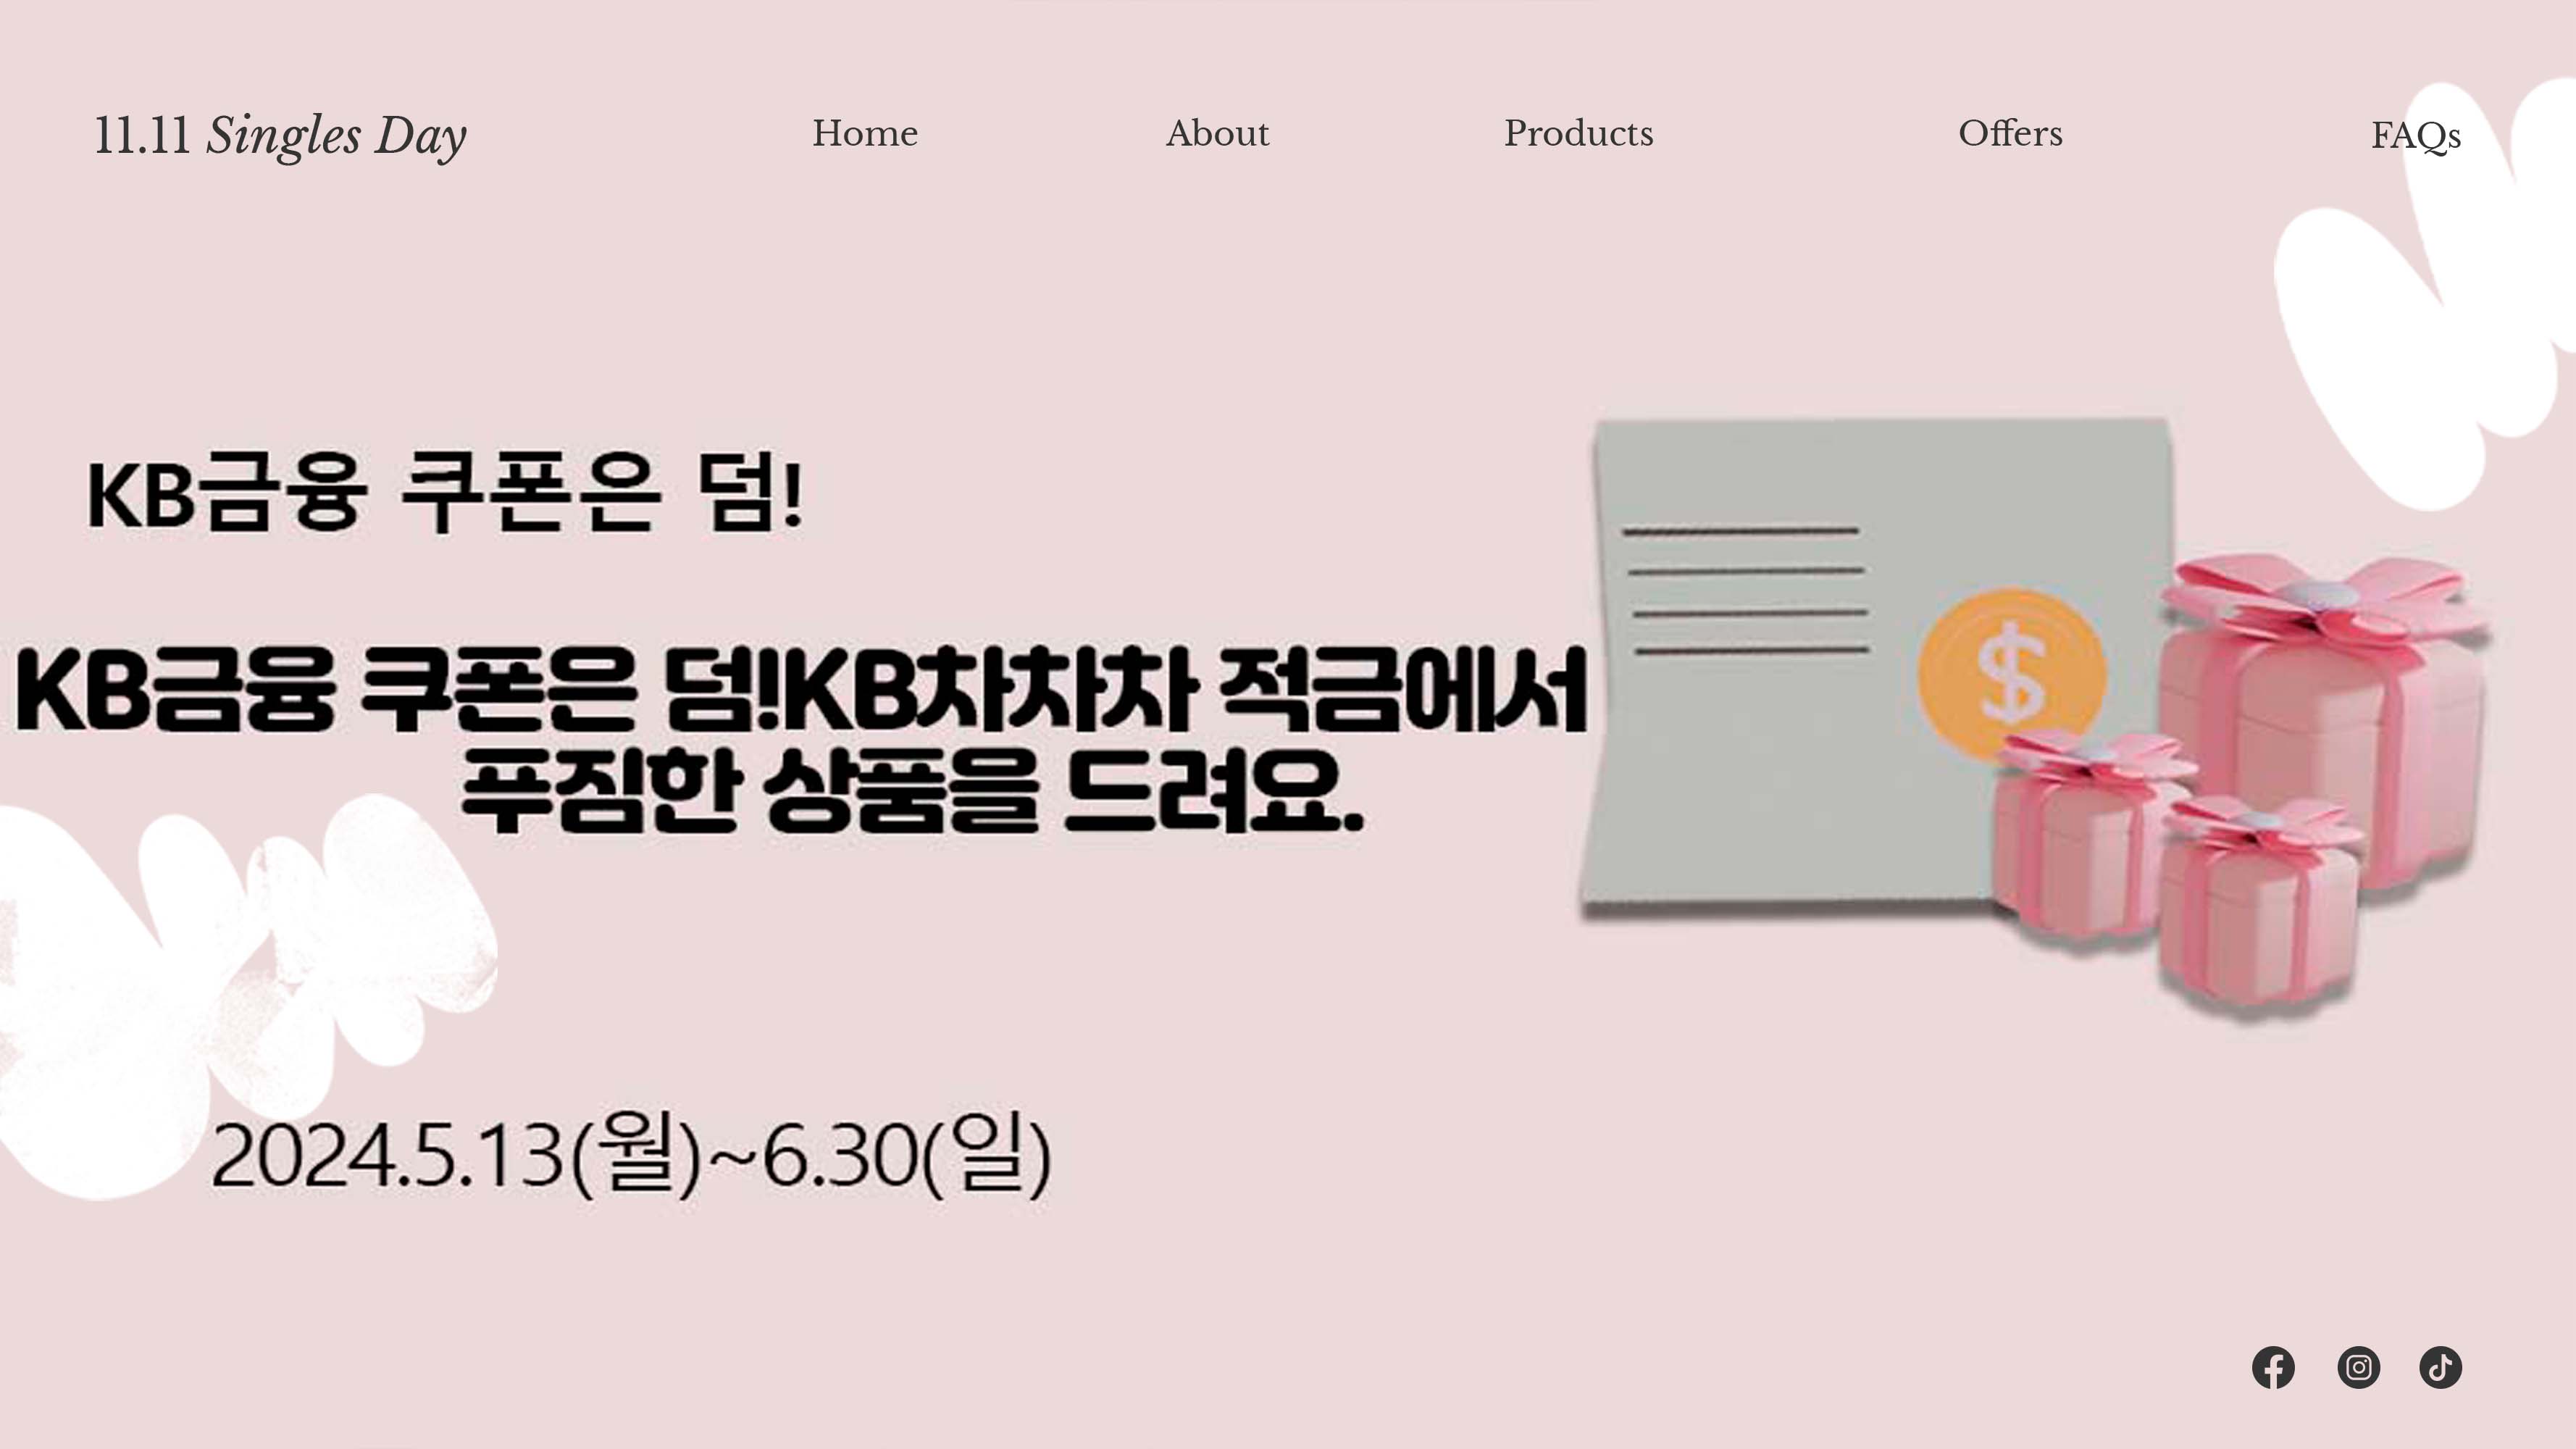 11.11 Singles Day
Home
About
Products
Offers
FAQs
KB금융 쿠폰은 덤!
KB금융 쿠폰은 덤!KB차차차 적금에서
푸짐한 상품을 드려요.
$
2024.5.13(월)~6.30(일)